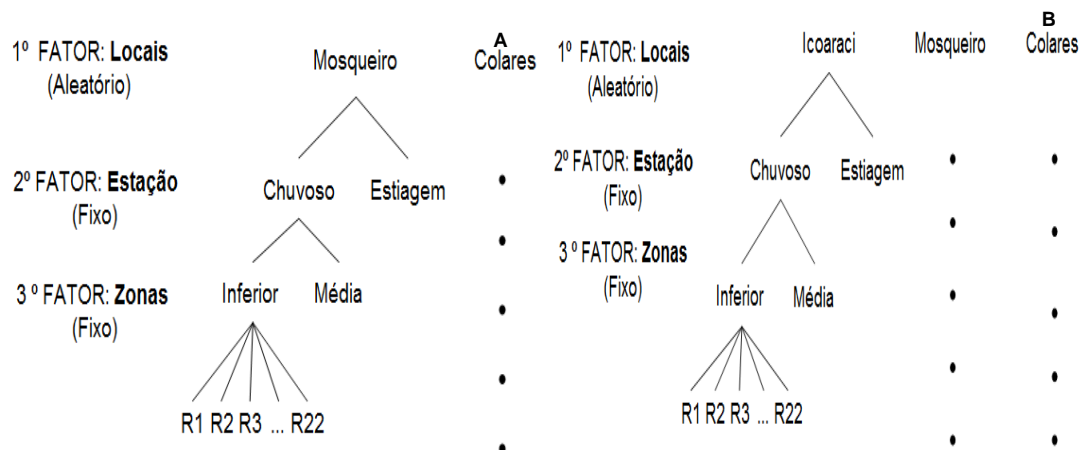 A
1º FATOR: Locais
(Aleatório)
Mosqueiro
Colares
2º FATOR: Estação
(Fixo)
Chuvoso
Estiagem
3 º FATOR: Zonas
(Fixo)
Inferior
Média
R1 R2 R3 ... R22
B
1º FATOR: Locais
(Aleatório)
Icoaraci
Mosqueiro
Colares
2º FATOR: Estação
(Fixo)
Chuvoso
Estiagem
3 º FATOR: Zonas
(Fixo)
Inferior
Média
R1 R2 R3 ... R22